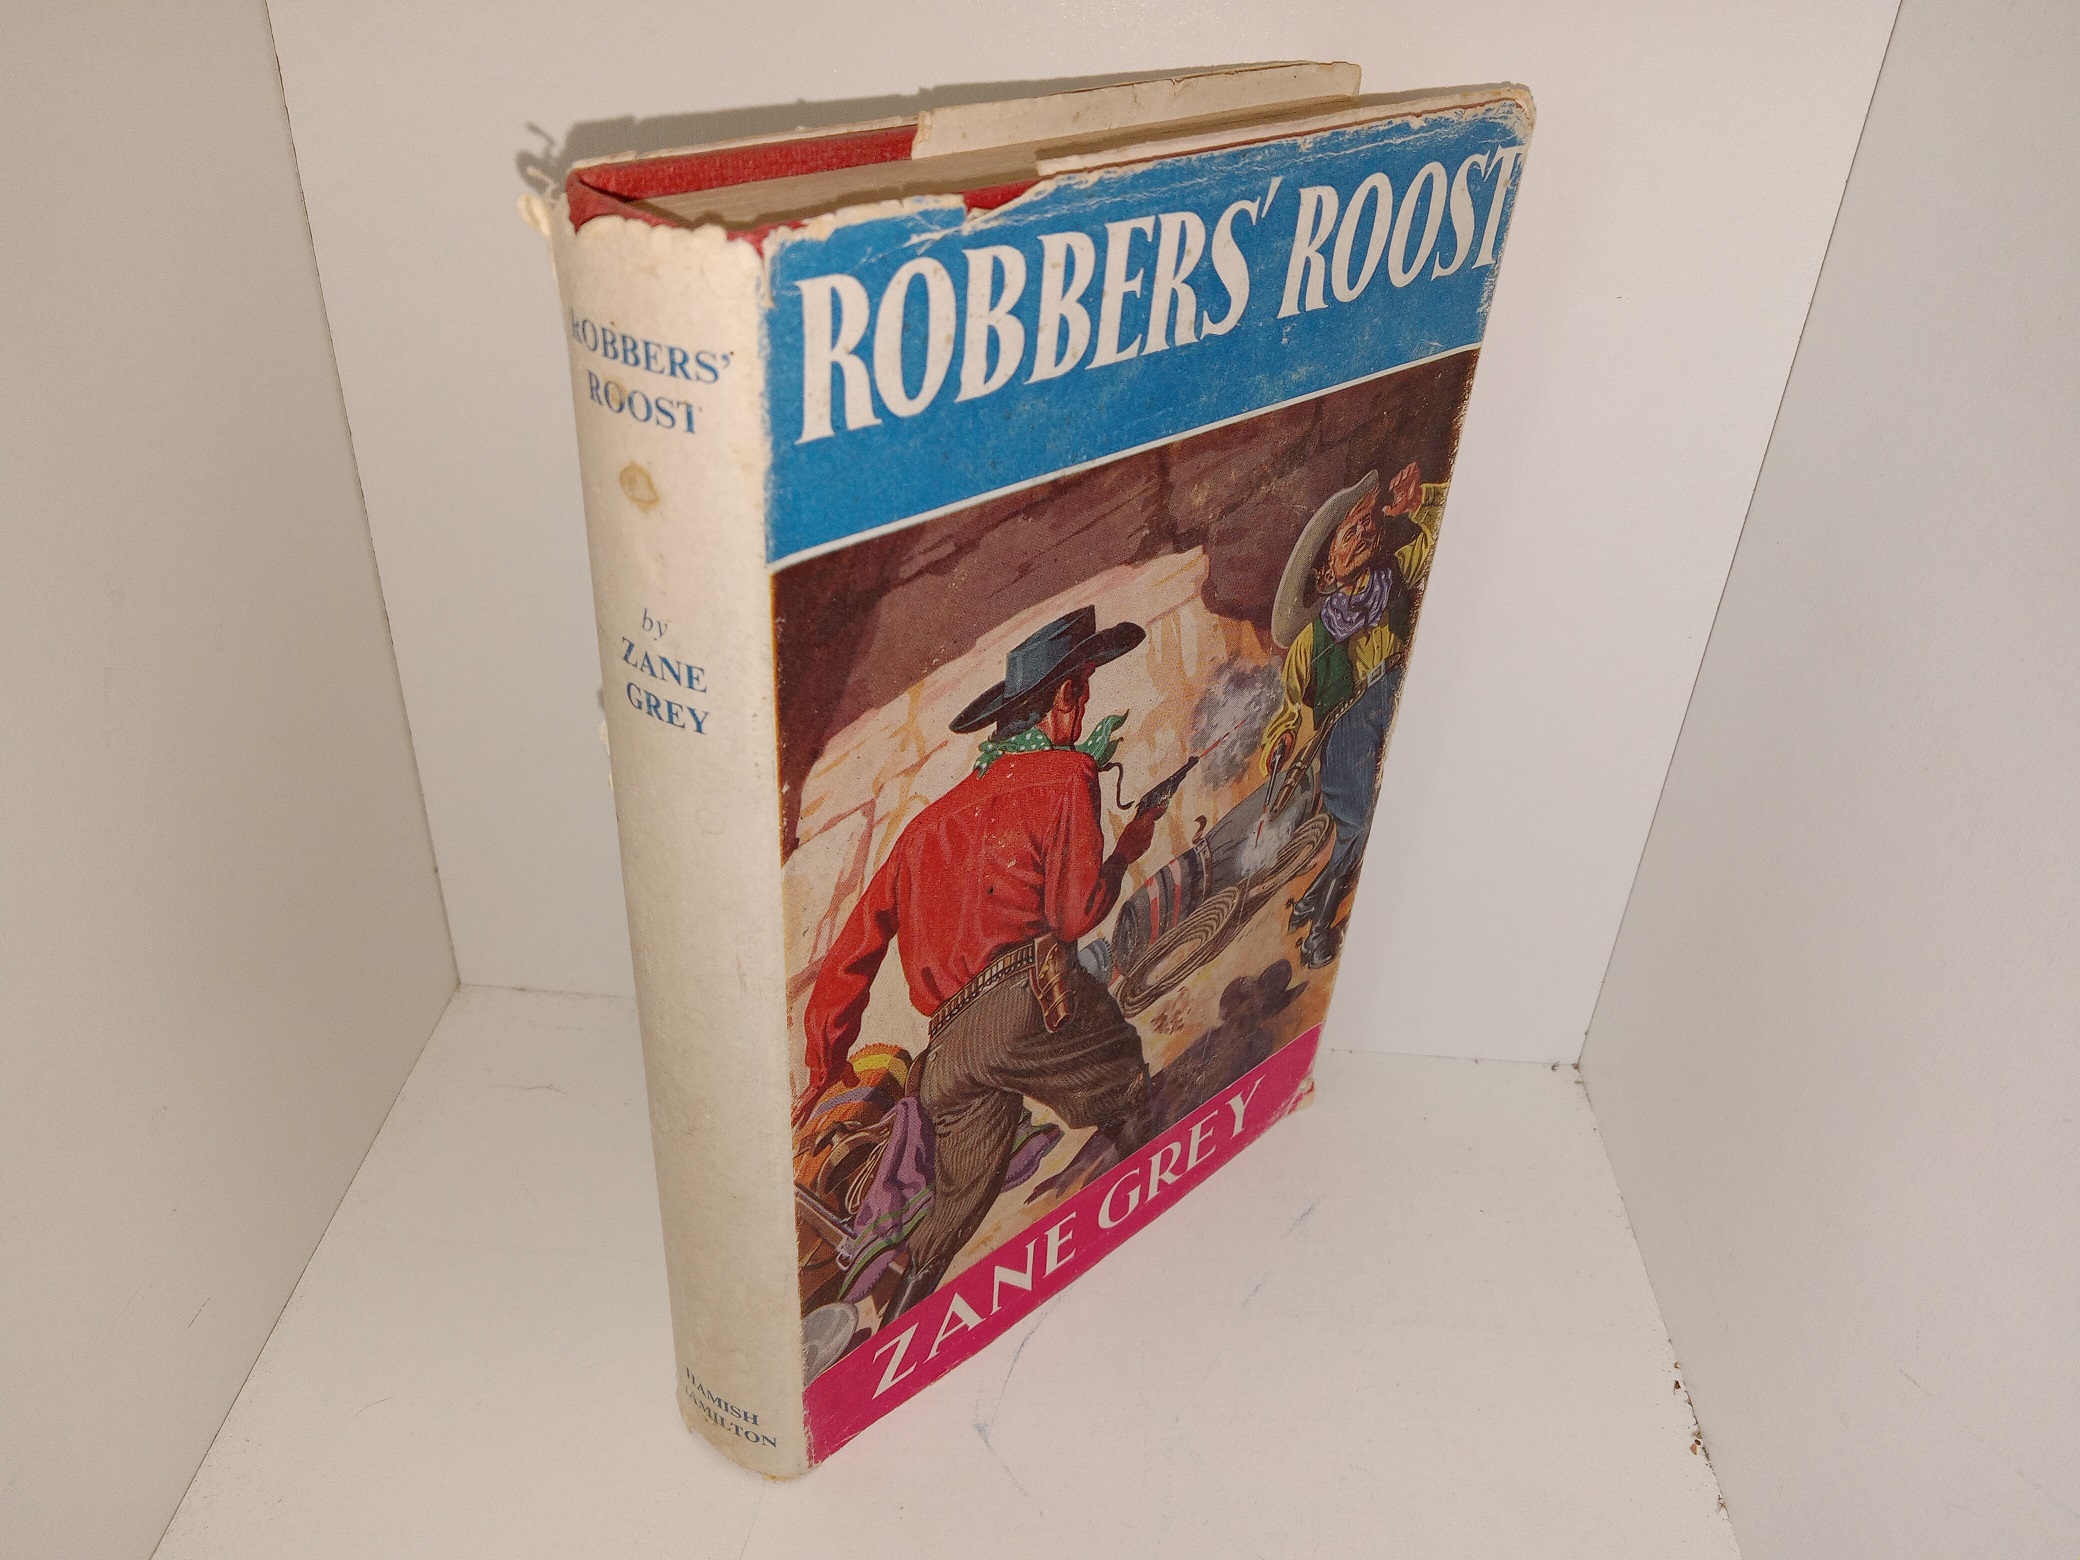 ROBBERS'
ROOST
by
ZANE
GREY
HAMISH
HAMILTON
ROBBERS' ROOST
ZANE GREY